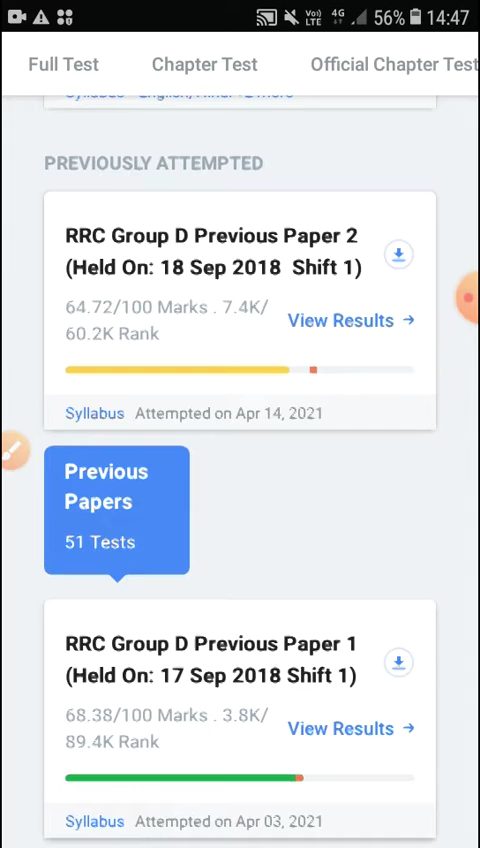 Vo))
LTE
4G
56%
14:47
Full Test
Chapter Test
Official Chapter Test
PREVIOUSLY ATTEMPTED
RRC Group D Previous Paper 2
(Held On: 18 Sep 2018 Shift 1)
64.72/100 Marks . 7.4K/
60.2K Rank
View Results →
Syllabus Attempted on Apr 14, 2021
Previous
Papers
51 Tests
RRC Group D Previous Paper 1
(Held On: 17 Sep 2018 Shift 1)
68.38/100 Marks . 3.8K/
89.4K Rank
View Results →
Syllabus Attempted on Apr 03, 2021